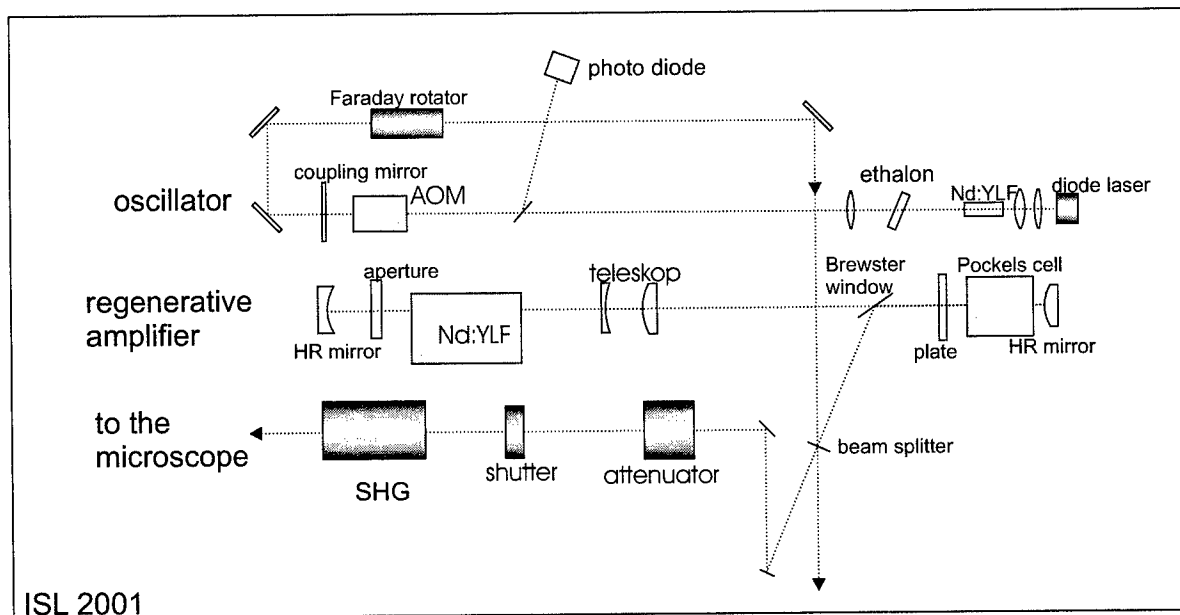 photo diode
Faraday rotator
coupling mirror
AOM
oscillator
ethalon
Nd:YLF
diode laser
aperture
teleskop
Brewster
window
Pockels cell
regenerative
amplifier
HR mirror
Nd:YLF
plate
HR mirror
to the
microscope
SHG
shutter
attenuator
beam splitter
ISL 2001